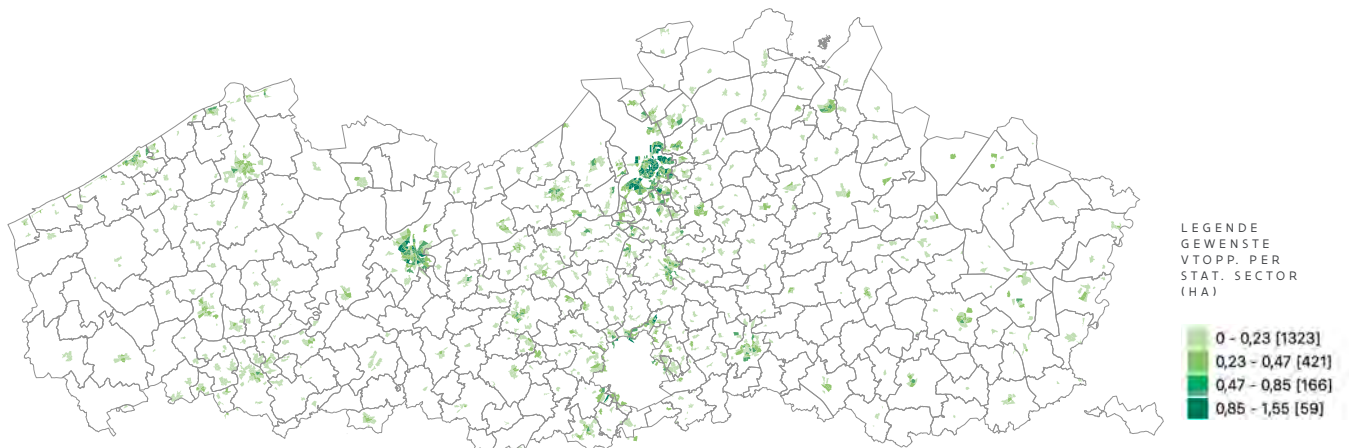 LEGENDE
GEWENSTE
VTOPP. PER
STAT. SECTOR
(HA)
0 - 0,23 [1323]
0,23 - 0,47 [421]
0,47 - 0,85 [166]
0,85 - 1,55 [59]